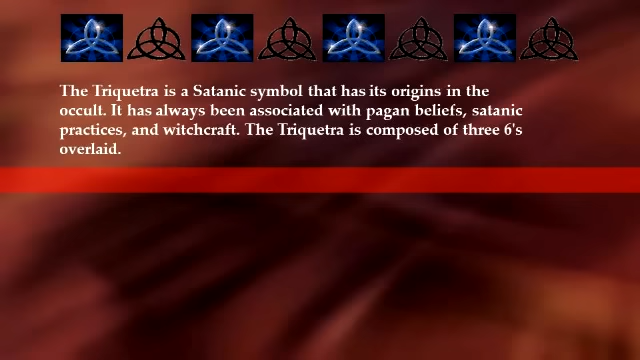 The Triquetra is a Satanic symbol that has its origins in the
occult. It has always been associated with pagan beliefs, satanic
practices, and witchcraft. The Triquetra is composed of three 6's
overlaid.